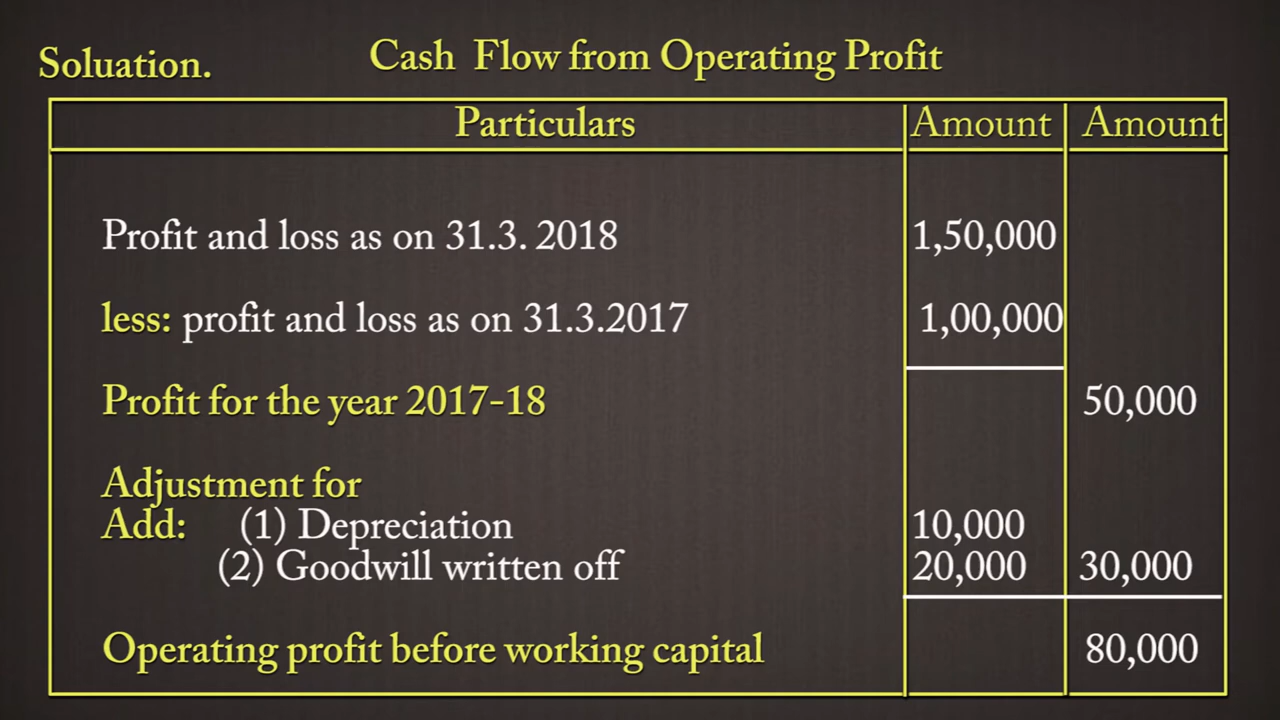 Soluation.
Cash Flow from Operating Profit
Particulars Amount Amount
Profit and loss as on 31.3. 2018 1,50,000
less: profit and loss as on 31.3.2017 1,00,000
Profit for the year 2017-18 50,000
Adjustment for
Add: (1) Depreciation 10,000
(2) Goodwill written off 20,000 30,000
Operating profit before working capital 80,000